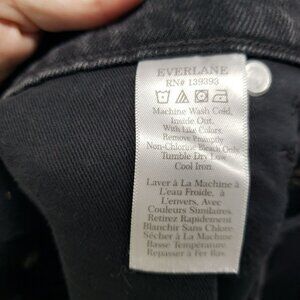 EVERLANE
RN# 139393
Machine Wash Cold,
Inside Out,
With Like Colors.
Remove Promptly
Non-Chlorine Bleach Only
Tumble Dry Low
Cool Iron.
Laver à La Machine à
L'eau Froide, à
L'envers, Avec
Couleurs Similaires.
Retirez Rapidement
Blanchir Sans Chlore
Sécher à La Machine
Basse Température.
Repasser à Fer Bas.